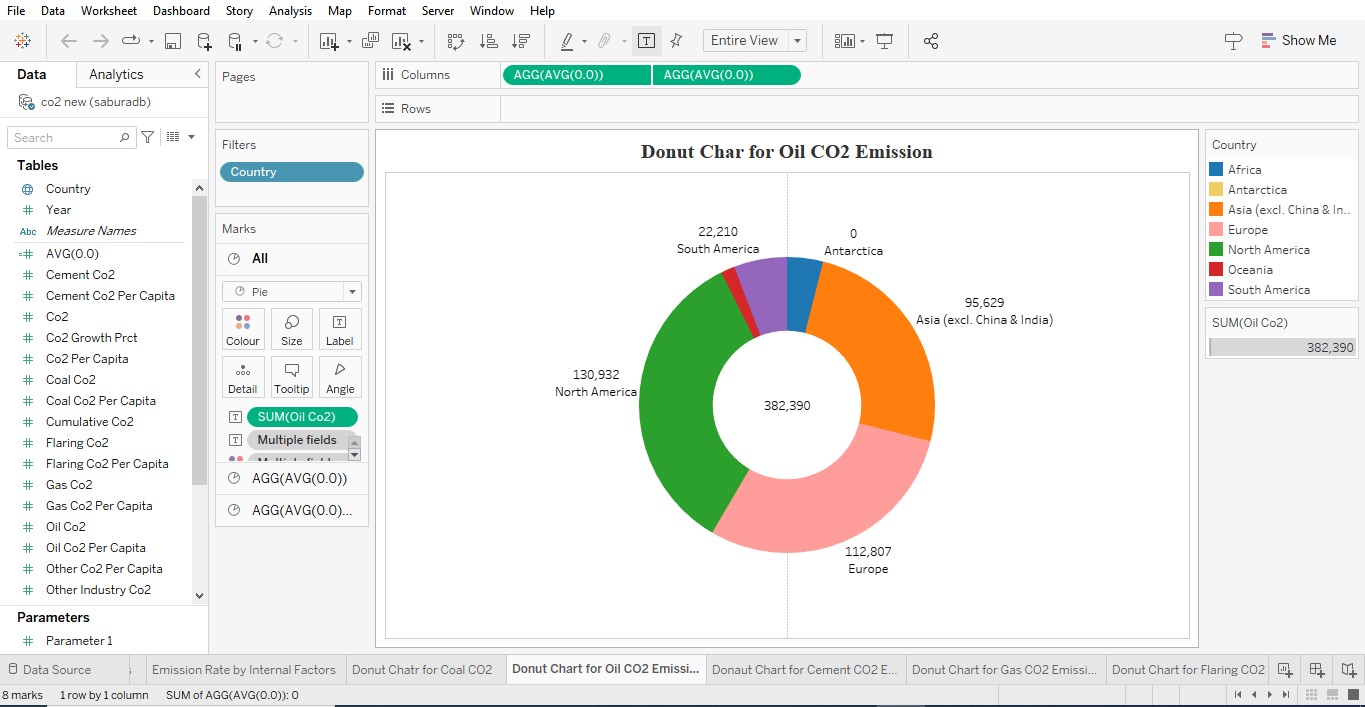 File Data Worksheet Dashboard Story Analysis Map Format Server Window Help
Entire View
Show Me
Data Analytics
co2 new (saburadb)
Search
Tables
Country
Year
Abc Measure Names
AVG(0.0)
Cement Co2
Cement Co2 Per Capita
Co2
Co2 Growth Prct
Co2 Per Capita
Coal Co2
Coal Co2 Per Capita
Cumulative Co2
Flaring Co2
Flaring Co2 Per Capita
Gas Co2
Gas Co2 Per Capita
Oil Co2
Oil Co2 Per Capita
Other Co2 Per Capita
Other Industry Co2
Parameters
Parameter 1
Pages
Filters
Country
Marks
All
Pie
Colour Size Label
Detail Tooltip Angle
SUM(Oil Co2)
Multiple fields
AGG(AVG(0.0))
AGG(AVG(0.0)...
Columns AGG(AVG(0.0)) AGG(AVG(0.0))
Rows
Donut Char for Oil CO2 Emission
22,210
South America
0
Antarctica
95,629
Asia (excl. China & India)
130,932
North America
382,390
112,807
Europe
Country
Africa
Antarctica
Asia (excl. China & In..
Europe
North America
Oceania
South America
SUM(Oil Co2)
382,390
Data Source Emission Rate by Internal Factors Donut Chatr for Coal CO2 Donut Chart for Oil CO2 Emissi... Donaut Chart for Cement CO2 E... Donut Chart for Gas CO2 Emissi... Donut Chart for Flaring CO2
8 marks 1 row by 1 column SUM of AGG(AVG(0.0)): 0